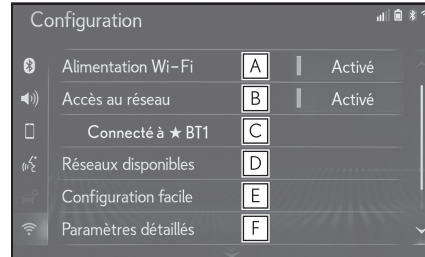 Configuration
Alimentation Wi-Fi A Activé
Accès au réseau B Activé
Connecté à ★ BT1 C
Réseaux disponibles D
Configuration facile E
Paramètres détaillés F